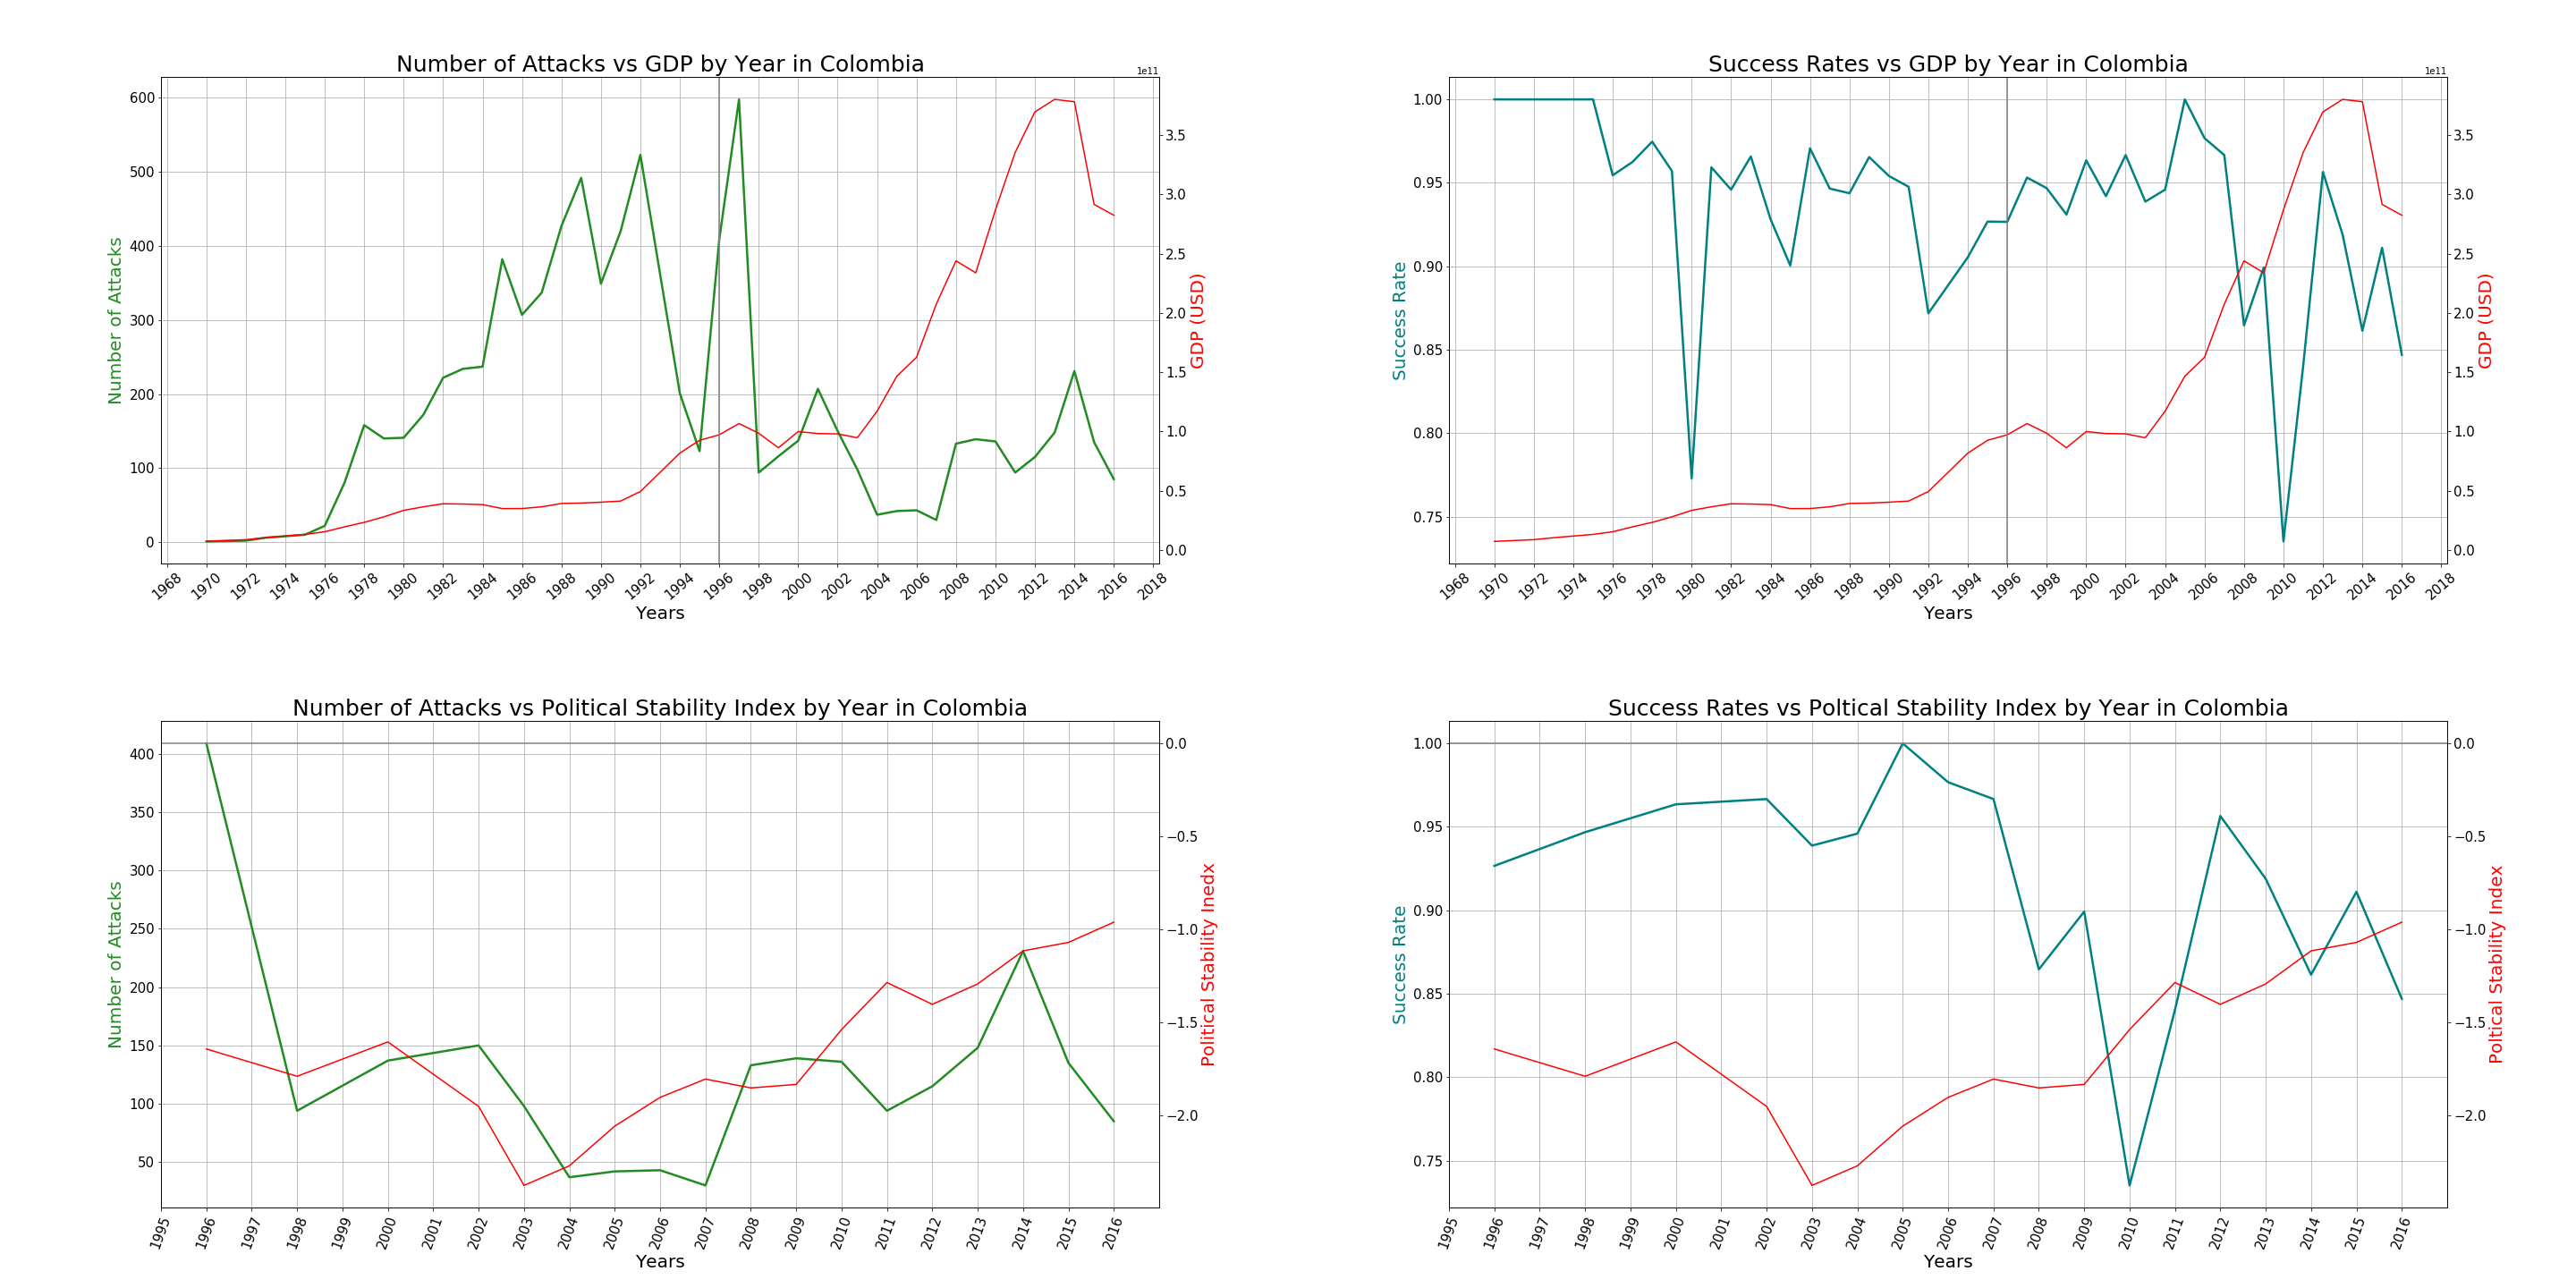 Number of Attacks vs GDP by Year in Colombia
1e11
600
500
400
300
200
100
0
Number of Attacks
3.5
3.0
2.5
2.0
1.5
1.0
0.5
0.0
GDP (USD)
1968 1970 1972 1974 1976 1978 1980 1982 1984 1986 1988 1990 1992 1994 1996 1998 2000 2002 2004 2006 2008 2010 2012 2014 2016 2018
Years
Success Rates vs GDP by Year in Colombia
1e11
1.00
0.95
0.90
0.85
0.80
0.75
Success Rate
3.5
3.0
2.5
2.0
1.5
1.0
0.5
0.0
GDP (USD)
1968 1970 1972 1974 1976 1978 1980 1982 1984 1986 1988 1990 1992 1994 1996 1998 2000 2002 2004 2006 2008 2010 2012 2014 2016 2018
Years
Number of Attacks vs Political Stability Index by Year in Colombia
400
350
300
250
200
150
100
50
Number of Attacks
0.0
−0.5
−1.0
−1.5
−2.0
Political Stability Inedx
1995 1996 1997 1998 1999 2000 2001 2002 2003 2004 2005 2006 2007 2008 2009 2010 2011 2012 2013 2014 2015 2016
Years
Success Rates vs Poltical Stability Index by Year in Colombia
1.00
0.95
0.90
0.85
0.80
0.75
Success Rate
0.0
−0.5
−1.0
−1.5
−2.0
Poltical Stability Index
1995 1996 1997 1998 1999 2000 2001 2002 2003 2004 2005 2006 2007 2008 2009 2010 2011 2012 2013 2014 2015 2016
Years